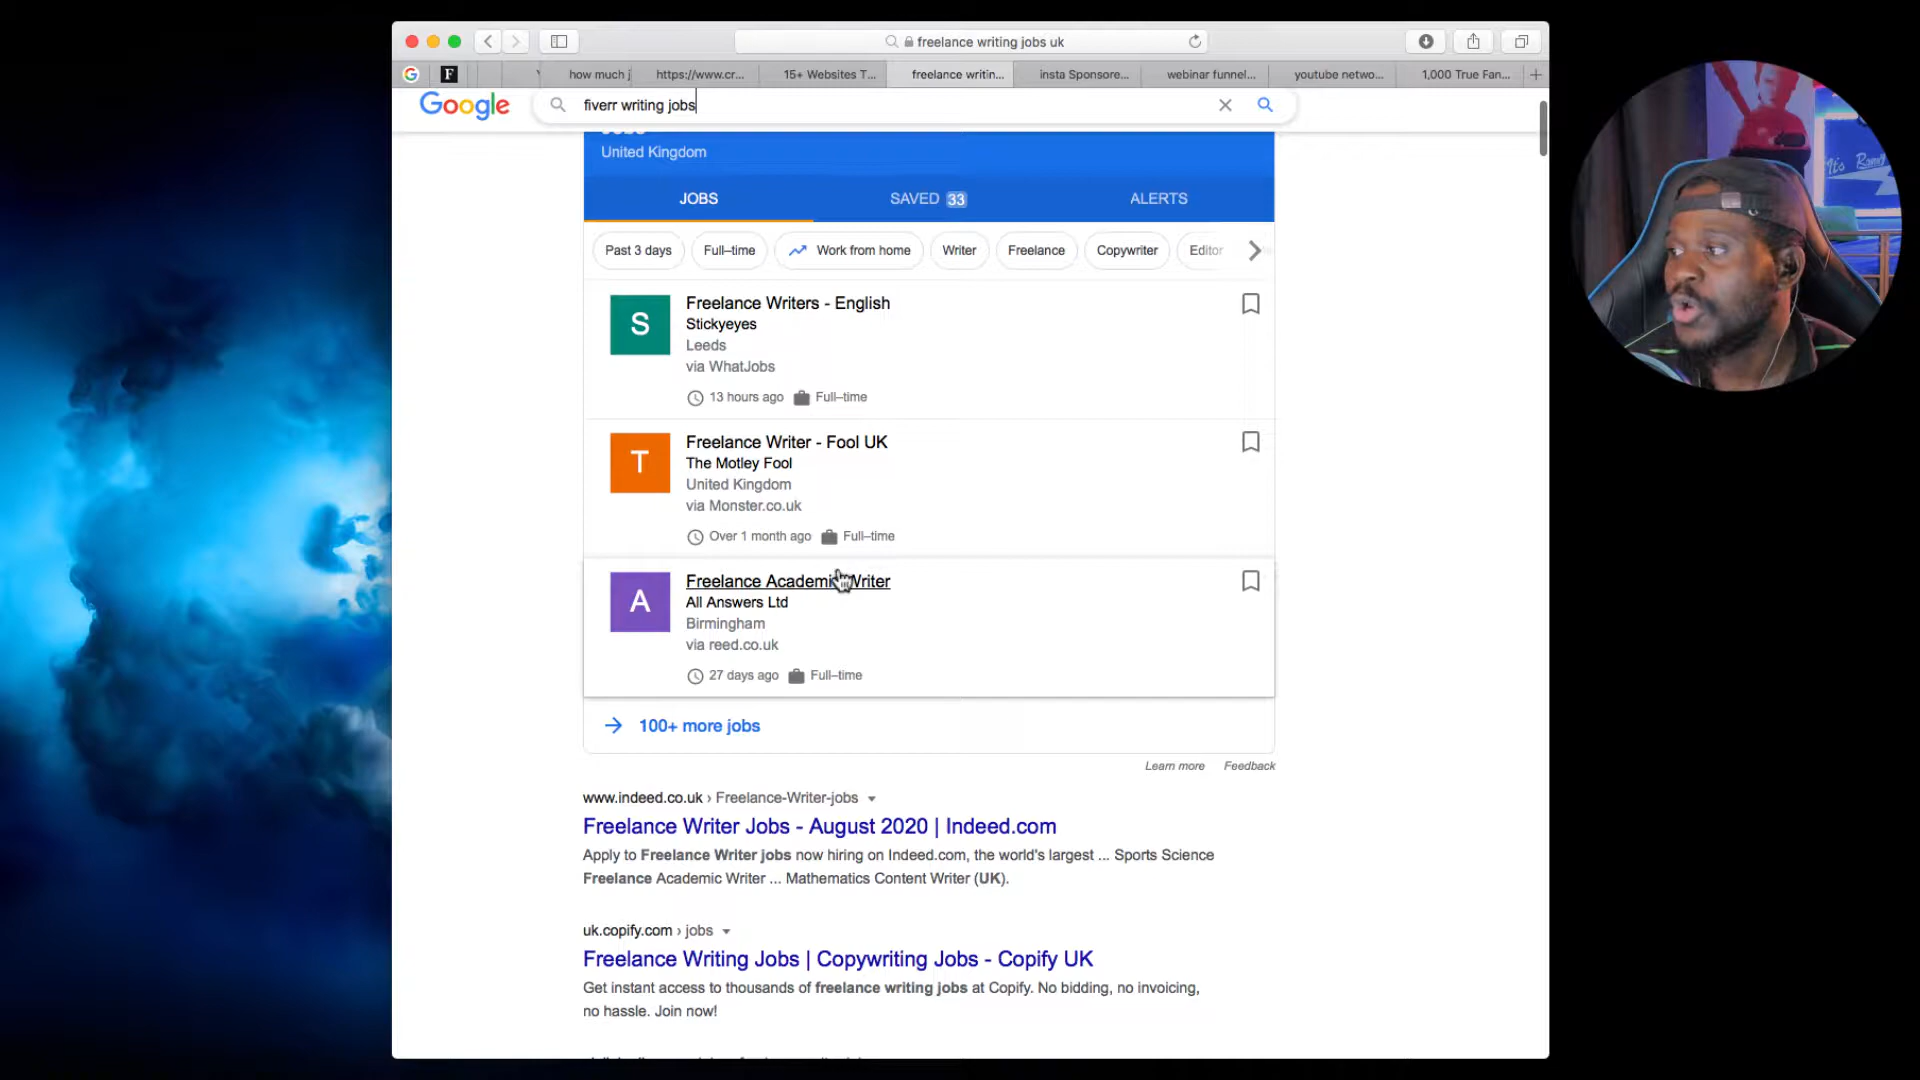 freelance writing jobs uk
F
how much j
https://www.cr...
15+ Websites T...
freelance writin...
insta Sponsore...
webinar funnel...
youtube netwo...
1,000 True Fan...
Google
fiverr writing jobs
Jobs
United Kingdom
JOBS
SAVED 33
ALERTS
Past 3 days
Full–time
Work from home
Writer
Freelance
Copywriter
Editor
S
Freelance Writers - English
Stickyeyes
Leeds
via WhatJobs
13 hours ago
Full–time
T
Freelance Writer - Fool UK
The Motley Fool
United Kingdom
via Monster.co.uk
Over 1 month ago
Full–time
A
Freelance Academic Writer
All Answers Ltd
Birmingham
via reed.co.uk
27 days ago
Full–time
100+ more jobs
Learn more
Feedback
www.indeed.co.uk › Freelance-Writer-jobs
Freelance Writer Jobs - August 2020 | Indeed.com
Apply to Freelance Writer jobs now hiring on Indeed.com, the world's largest ... Sports Science
Freelance Academic Writer ... Mathematics Content Writer (UK).
uk.copify.com › jobs
Freelance Writing Jobs | Copywriting Jobs - Copify UK
Get instant access to thousands of freelance writing jobs at Copify. No bidding, no invoicing,
no hassle. Join now!